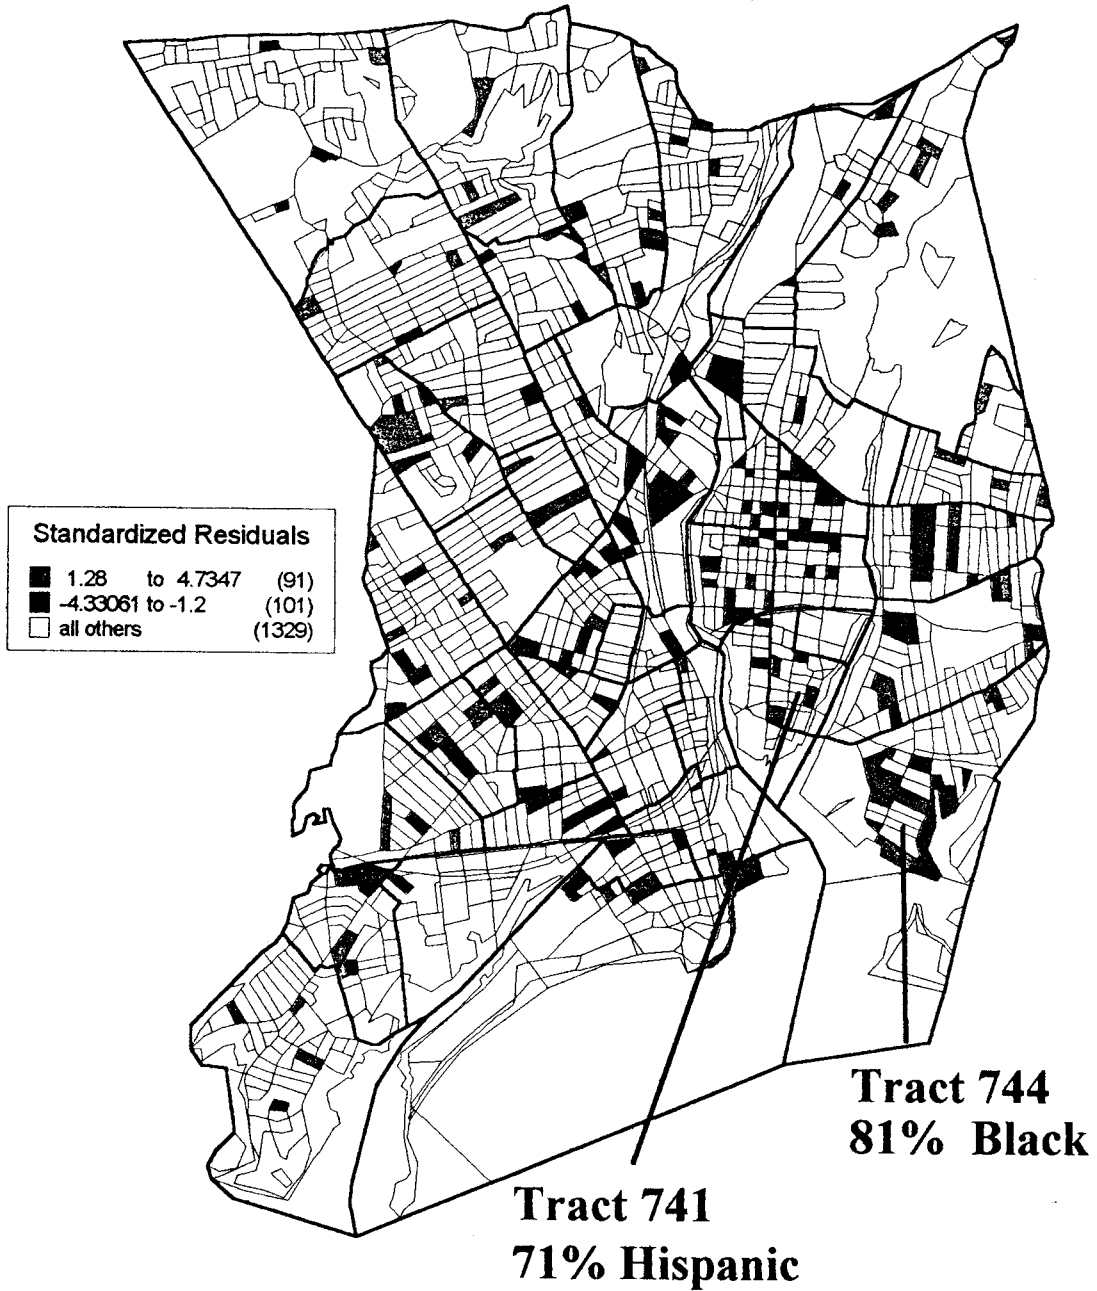 Standardized Residuals
1.28 to 4.7347 (91)
-4.33061 to -1.2 (101)
all others (1329)
Tract 744
81% Black
Tract 741
71% Hispanic